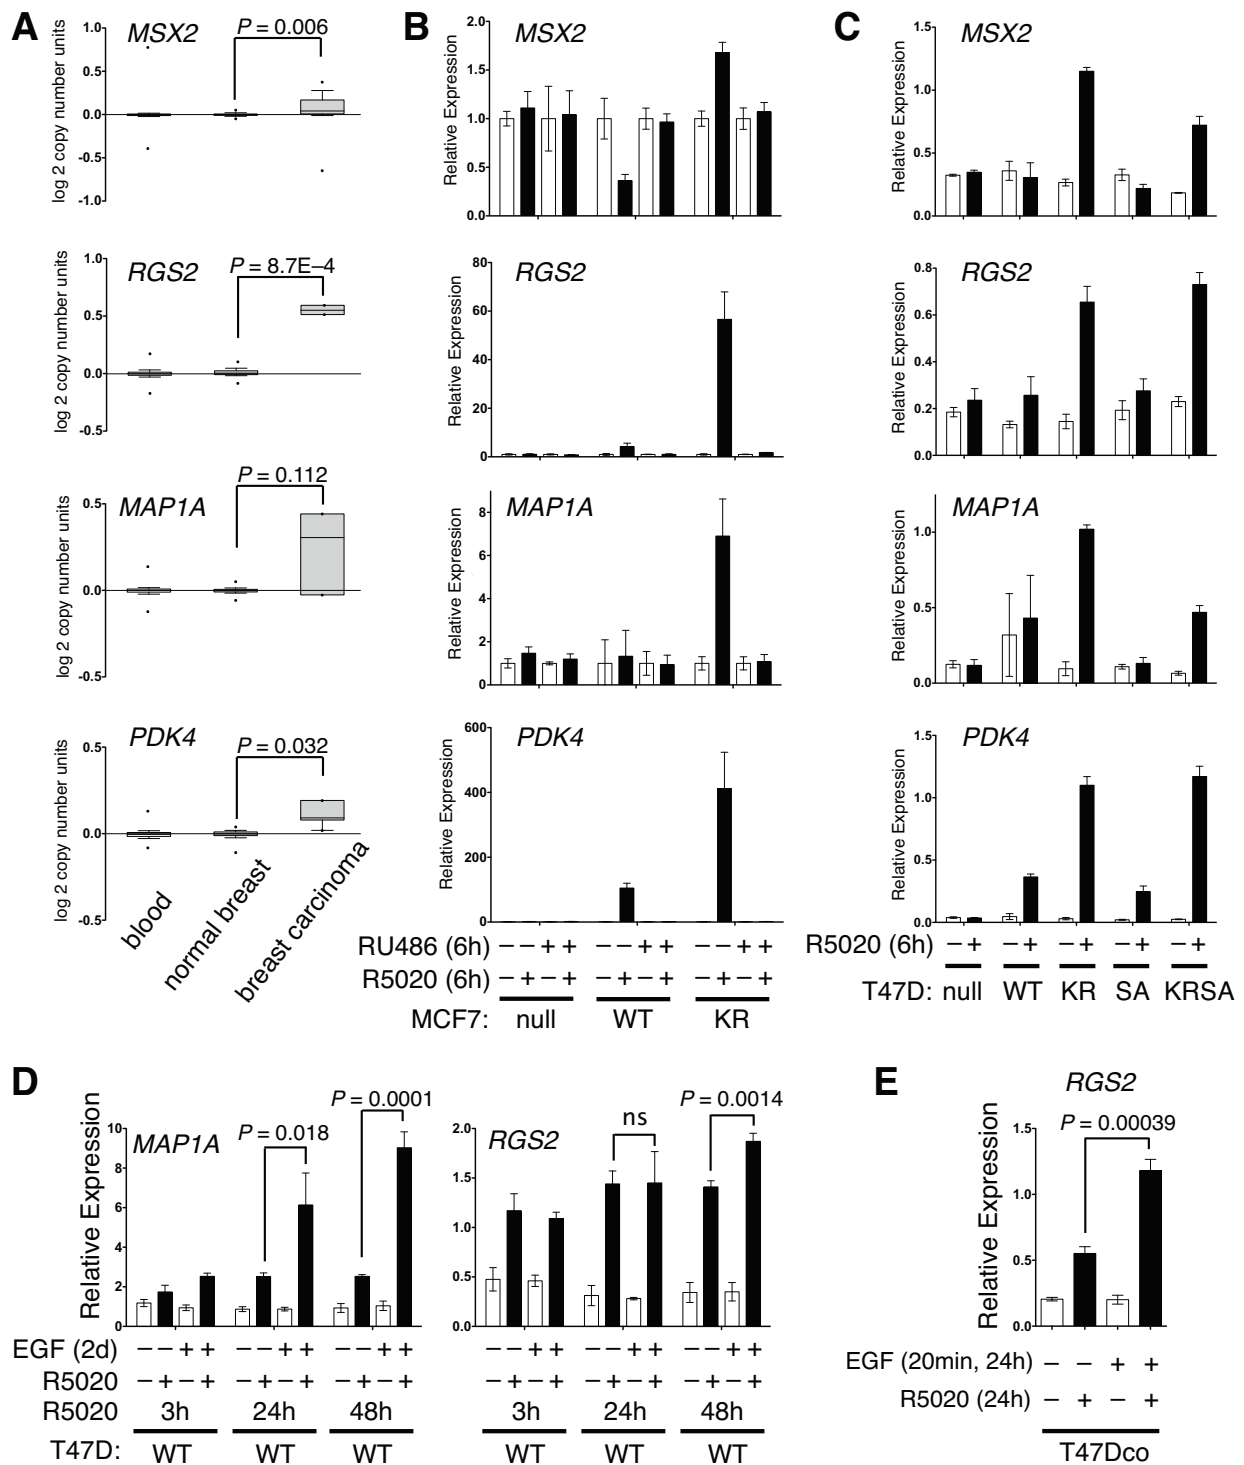 A
MSX2
P = 0.006
log 2 copy number units
1.0
0.5
0.0
-0.5
-1.0
RGS2
P = 8.7E–4
log 2 copy number units
1.0
0.5
0.0
-0.5
MAP1A
P = 0.112
log 2 copy number units
0.5
0.0
-0.5
PDK4
P = 0.032
log 2 copy number units
0.5
0.0
-0.5
blood
normal breast
breast carcinoma
B
MSX2
Relative Expression
2.0
1.5
1.0
0.5
0.0
RGS2
Relative Expression
80
60
40
20
0
MAP1A
Relative Expression
8
6
4
2
0
PDK4
Relative Expression
600
400
200
0
RU486 (6h) – – + + – – + + – – + +
R5020 (6h) – + – + – + – + – + – +
MCF7: null WT KR
C
MSX2
Relative Expression
1.5
1.0
0.5
0.0
RGS2
Relative Expression
0.8
0.6
0.4
0.2
0.0
MAP1A
Relative Expression
1.0
0.5
0.0
PDK4
Relative Expression
1.5
1.0
0.5
0.0
R5020 (6h) – + – + – + – + – +
T47D: null WT KR SA KRSA
D
MAP1A
P = 0.018
P = 0.0001
Relative Expression
10
8
6
4
2
0
RGS2
ns
P = 0.0014
2.0
1.5
1.0
0.5
0.0
EGF (2d) – – + + – – + + – – + + – – + + – – + + – – + +
R5020 – + – + – + – + – + – + – + – + – + – + – + – +
R5020 3h 24h 48h 3h 24h 48h
T47D: WT WT WT WT WT WT
E
RGS2
P = 0.00039
Relative Expression
1.5
1.0
0.5
0.0
EGF (20min, 24h) – – + +
R5020 (24h) – + – +
T47Dco